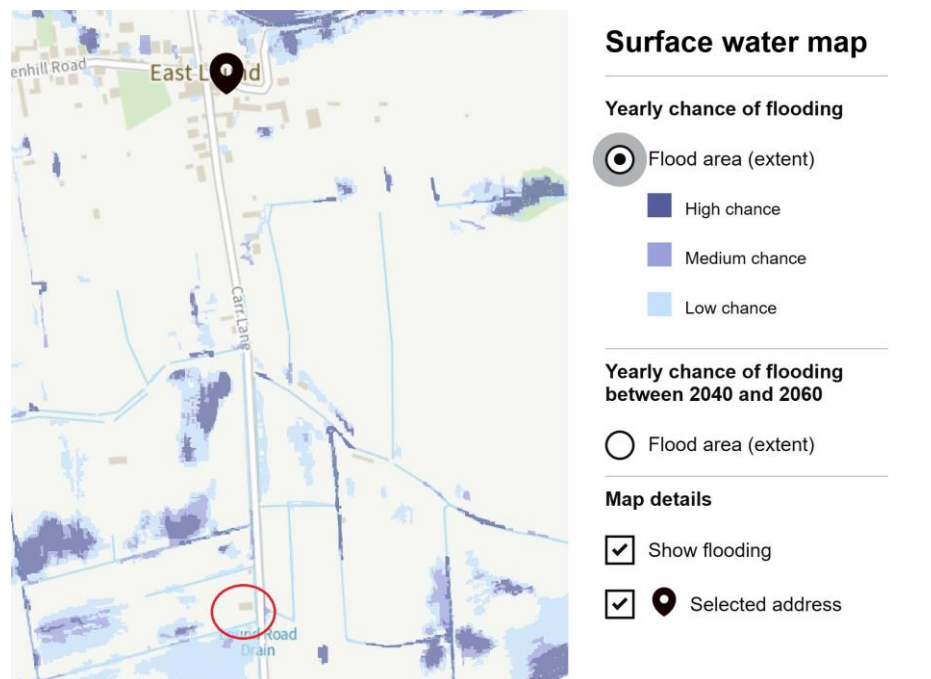 enhill Road
East L nd
Carr Lane
ound Road
Drain
Surface water map
Yearly chance of flooding
Flood area (extent)
High chance
Medium chance
Low chance
Yearly chance of flooding
between 2040 and 2060
Flood area (extent)
Map details
Show flooding
Selected address